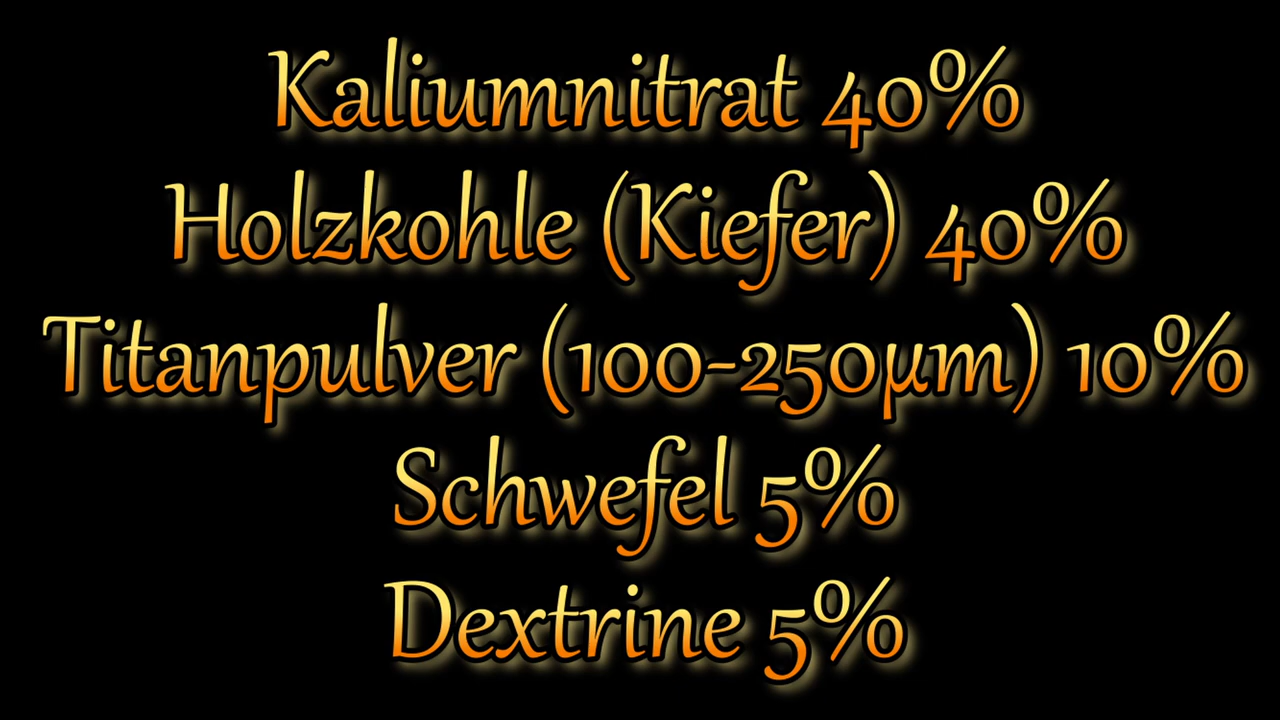 Kaliumnitrat 40%
Holzkohle (Kiefer) 40%
Titanpulver (100-250µm) 10%
Schwefel 5%
Dextrine 5%